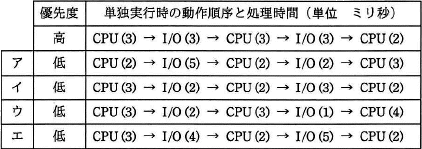 優先度 単独実行時の動作順序と処理時間(単位 ミリ秒)
高 CPU(3) → I/O(3) → CPU(3) → I/O(3) → CPU(2)
ア 低 CPU(2) → I/O(5) → CPU(2) → I/O(2) → CPU(3)
イ 低 CPU(3) → I/O(2) → CPU(2) → I/O(3) → CPU(2)
ウ 低 CPU(3) → I/O(2) → CPU(3) → I/O(1) → CPU(4)
エ 低 CPU(3) → I/O(4) → CPU(2) → I/O(5) → CPU(2)